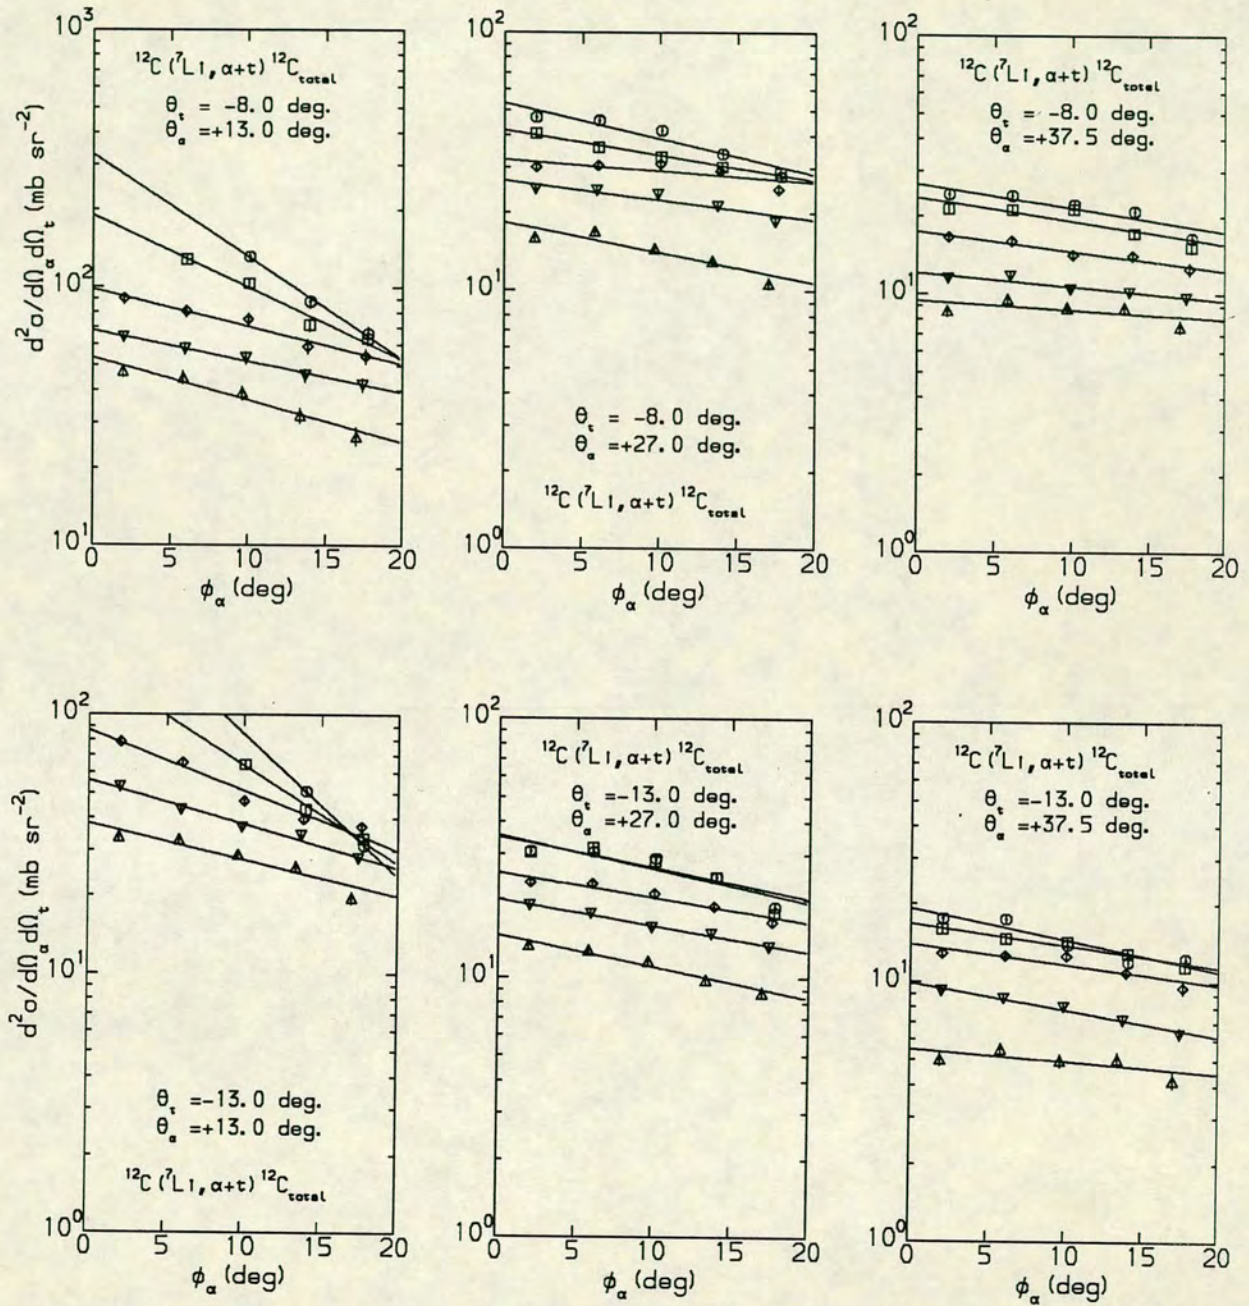 10³
¹²C(⁷Li, α+t) ¹²C_total
θ_t = -8.0 deg.
θ_α =+13.0 deg.
d²σ/dΩ_α dΩ_t (mb sr⁻²)
10²
10¹
0 5 10 15 20
φ_α (deg)
10²
10¹
θ_t = -8.0 deg.
θ_α =+27.0 deg.
¹²C(⁷Li, α+t) ¹²C_total
10⁰
0 5 10 15 20
φ_α (deg)
10²
¹²C(⁷Li, α+t) ¹²C_total
θ_t = -8.0 deg.
θ_α =+37.5 deg.
10¹
10⁰
0 5 10 15 20
φ_α (deg)
10²
d²σ/dΩ_α dΩ_t (mb sr⁻²)
10¹
θ_t =-13.0 deg.
θ_α =+13.0 deg.
¹²C(⁷Li, α+t) ¹²C_total
10⁰
0 5 10 15 20
φ_α (deg)
10²
¹²C(⁷Li, α+t) ¹²C_total
θ_t =-13.0 deg.
θ_α =+27.0 deg.
10¹
10⁰
0 5 10 15 20
φ_α (deg)
10²
¹²C(⁷Li, α+t) ¹²C_total
θ_t =-13.0 deg.
θ_α =+37.5 deg.
10¹
10⁰
0 5 10 15 20
φ_α (deg)